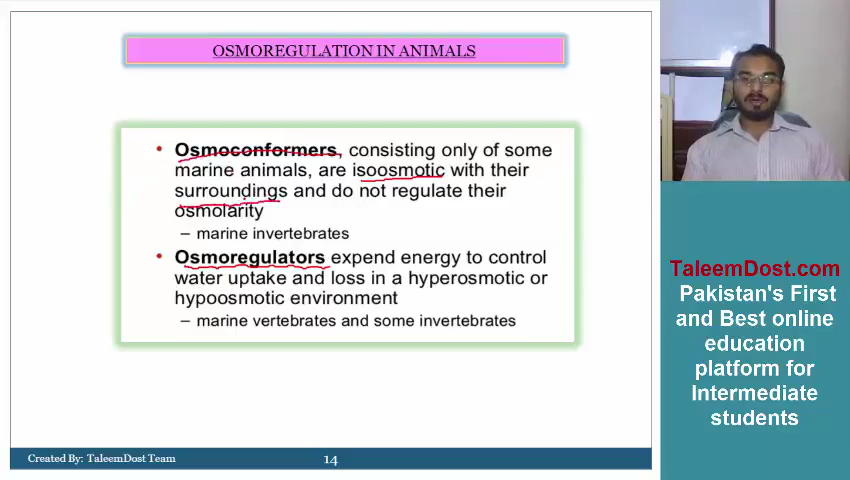 OSMOREGULATION IN ANIMALS
• Osmoconformers, consisting only of some
marine animals, are isoosmotic with their
surroundings and do not regulate their
osmolarity
– marine invertebrates
• Osmoregulators expend energy to control
water uptake and loss in a hyperosmotic or
hypoosmotic environment
– marine vertebrates and some invertebrates
Created By: TaleemDost Team
14
TaleemDost.com
Pakistan's First
and Best online
education
platform for
Intermediate
students